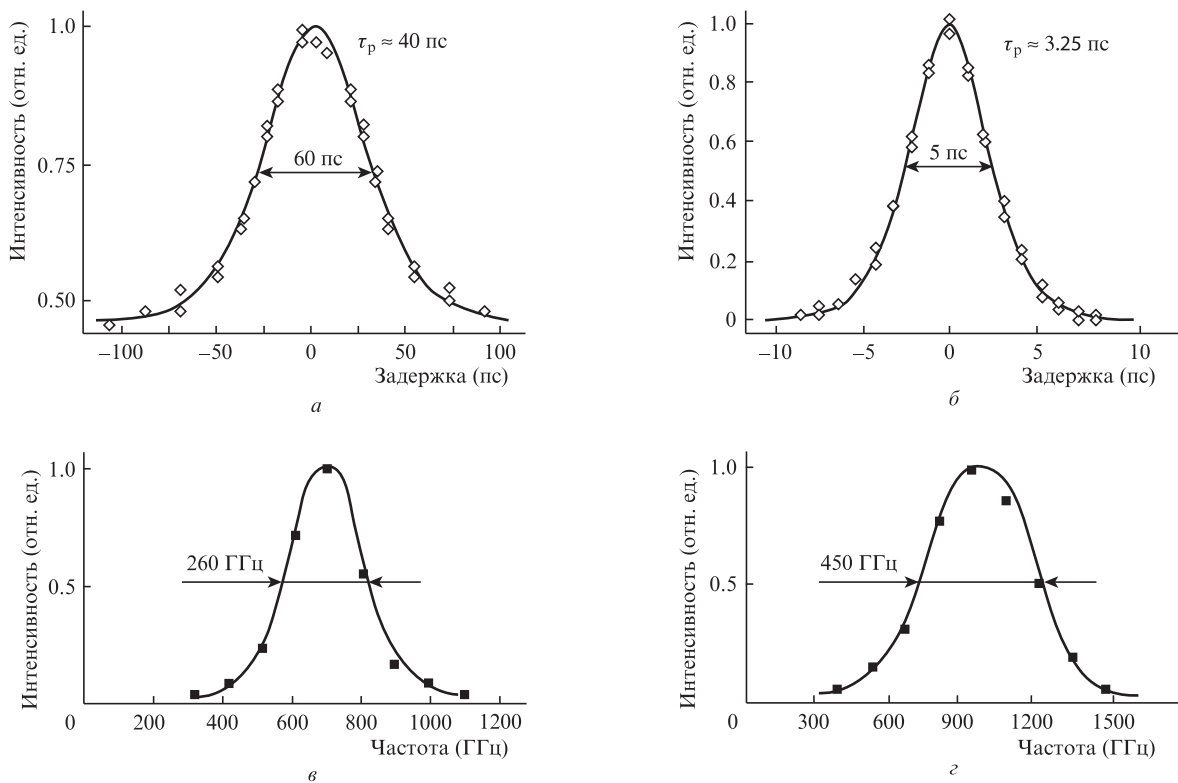 Интенсивность (отн. ед.)
1.0
0.75
0.50
τp ≈ 40 пс
60 пс
–100
–50
0
50
100
Задержка (пс)
а
Интенсивность (отн. ед.)
1.0
0.8
0.6
0.4
0.2
0
τp ≈ 3.25 пс
5 пс
–10
–5
0
5
10
Задержка (пс)
б
Интенсивность (отн. ед.)
1.0
0.5
260 ГГц
0
200
400
600
800
1000
1200
Частота (ГГц)
в
Интенсивность (отн. ед.)
1.0
0.5
450 ГГц
0
300
600
900
1200
1500
Частота (ГГц)
г